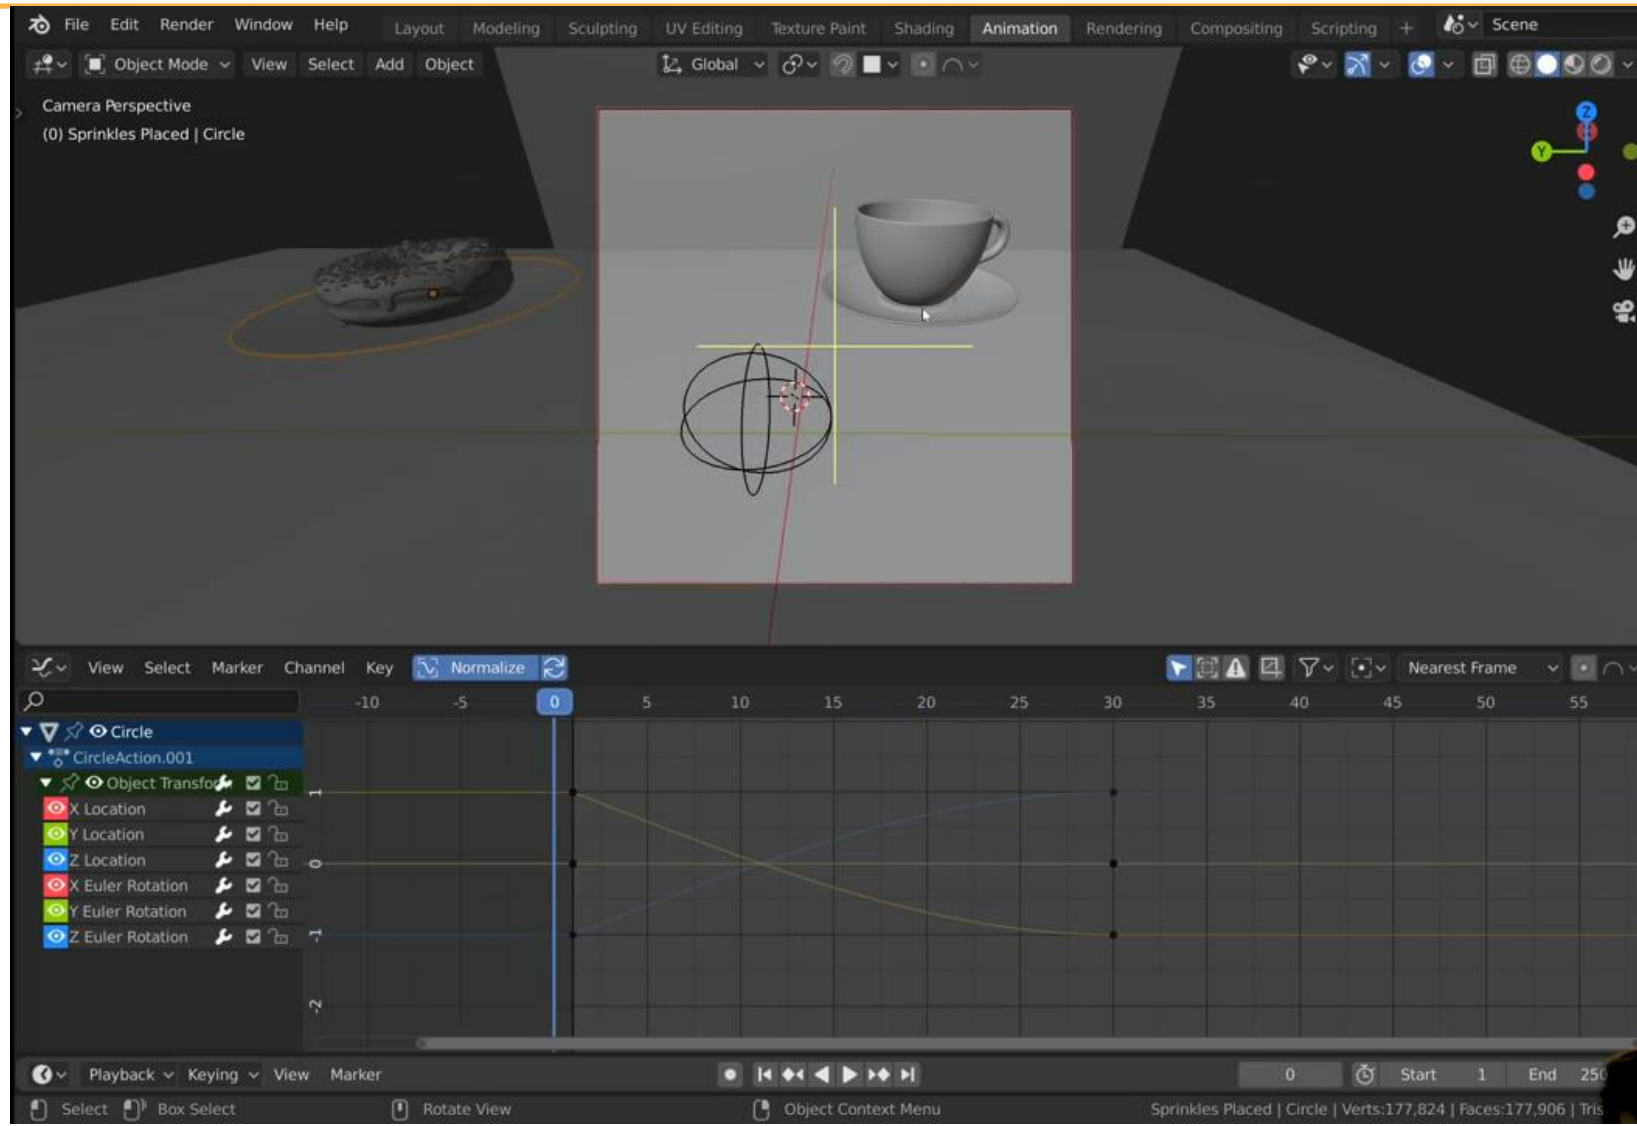 File Edit Render Window Help Layout Modeling Sculpting UV Editing Texture Paint Shading Animation Rendering Compositing Scripting + Scene
Object Mode View Select Add Object Global
Camera Perspective
(0) Sprinkles Placed | Circle
Z
Y
View Select Marker Channel Key Normalize Nearest Frame
-10 -5 0 5 10 15 20 25 30 35 40 45 50 55
Circle
CircleAction.001
Object Transfo
X Location
Y Location
Z Location
X Euler Rotation
Y Euler Rotation
Z Euler Rotation
1
0
-1
-2
Playback Keying View Marker 0 Start 1 End 250
Select Box Select Rotate View Object Context Menu Sprinkles Placed | Circle | Verts:177,824 | Faces:177,906 | Tris